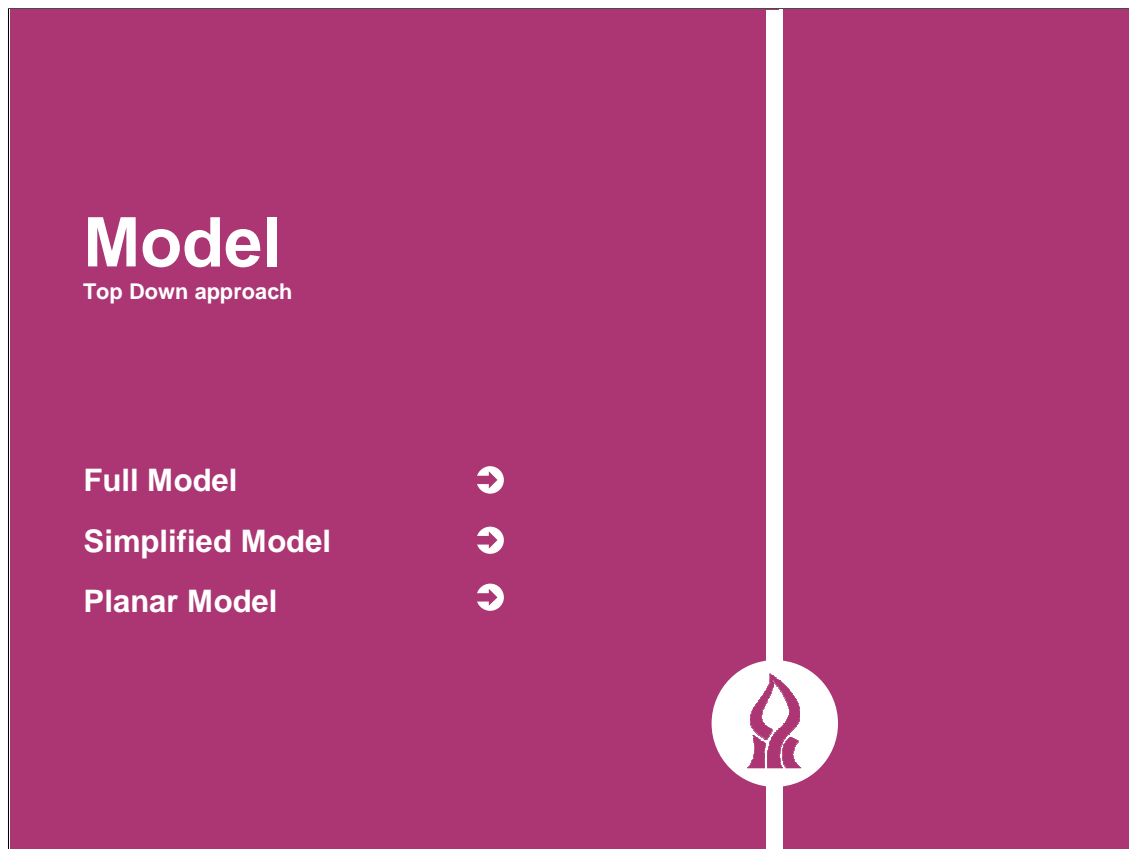 Model
Top Down approach
Full Model
Simplified Model
Planar Model